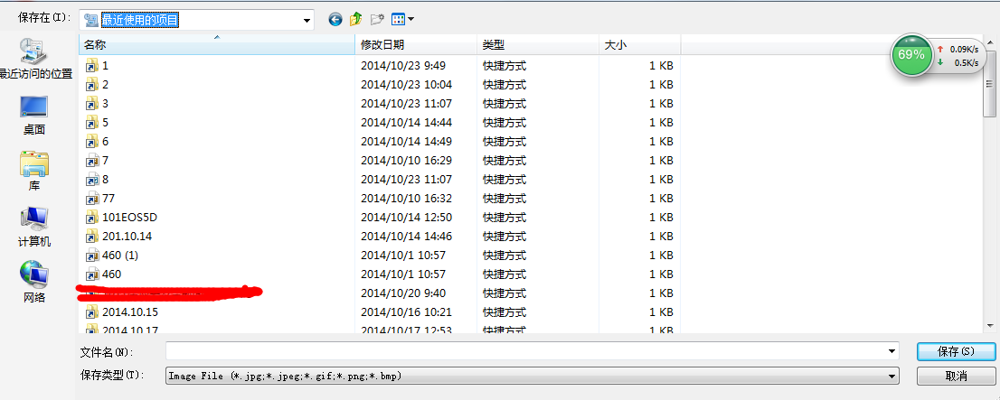 保存在(I): 最近使用的项目
名称 修改日期 类型 大小
69% 0.09K/s
0.5K/s
最近访问的位置
桌面
库
计算机
网络
1 2014/10/23 9:49 快捷方式 1 KB
2 2014/10/23 10:04 快捷方式 1 KB
3 2014/10/23 11:07 快捷方式 1 KB
5 2014/10/14 14:44 快捷方式 1 KB
6 2014/10/14 14:49 快捷方式 1 KB
7 2014/10/10 16:29 快捷方式 1 KB
8 2014/10/23 11:07 快捷方式 1 KB
77 2014/10/10 16:32 快捷方式 1 KB
101EOS5D 2014/10/14 12:50 快捷方式 1 KB
201.10.14 2014/10/14 14:46 快捷方式 1 KB
460 (1) 2014/10/1 10:57 快捷方式 1 KB
460 2014/10/1 10:57 快捷方式 1 KB
2014/10/20 9:40 快捷方式 1 KB
2014.10.15 2014/10/16 10:21 快捷方式 1 KB
2014.10.17 2014/10/17 12:53 快捷方式 1 KB
文件名(N): 保存(S)
保存类型(T): Image File (*.jpg;*.jpeg;*.gif;*.png;*.bmp) 取消